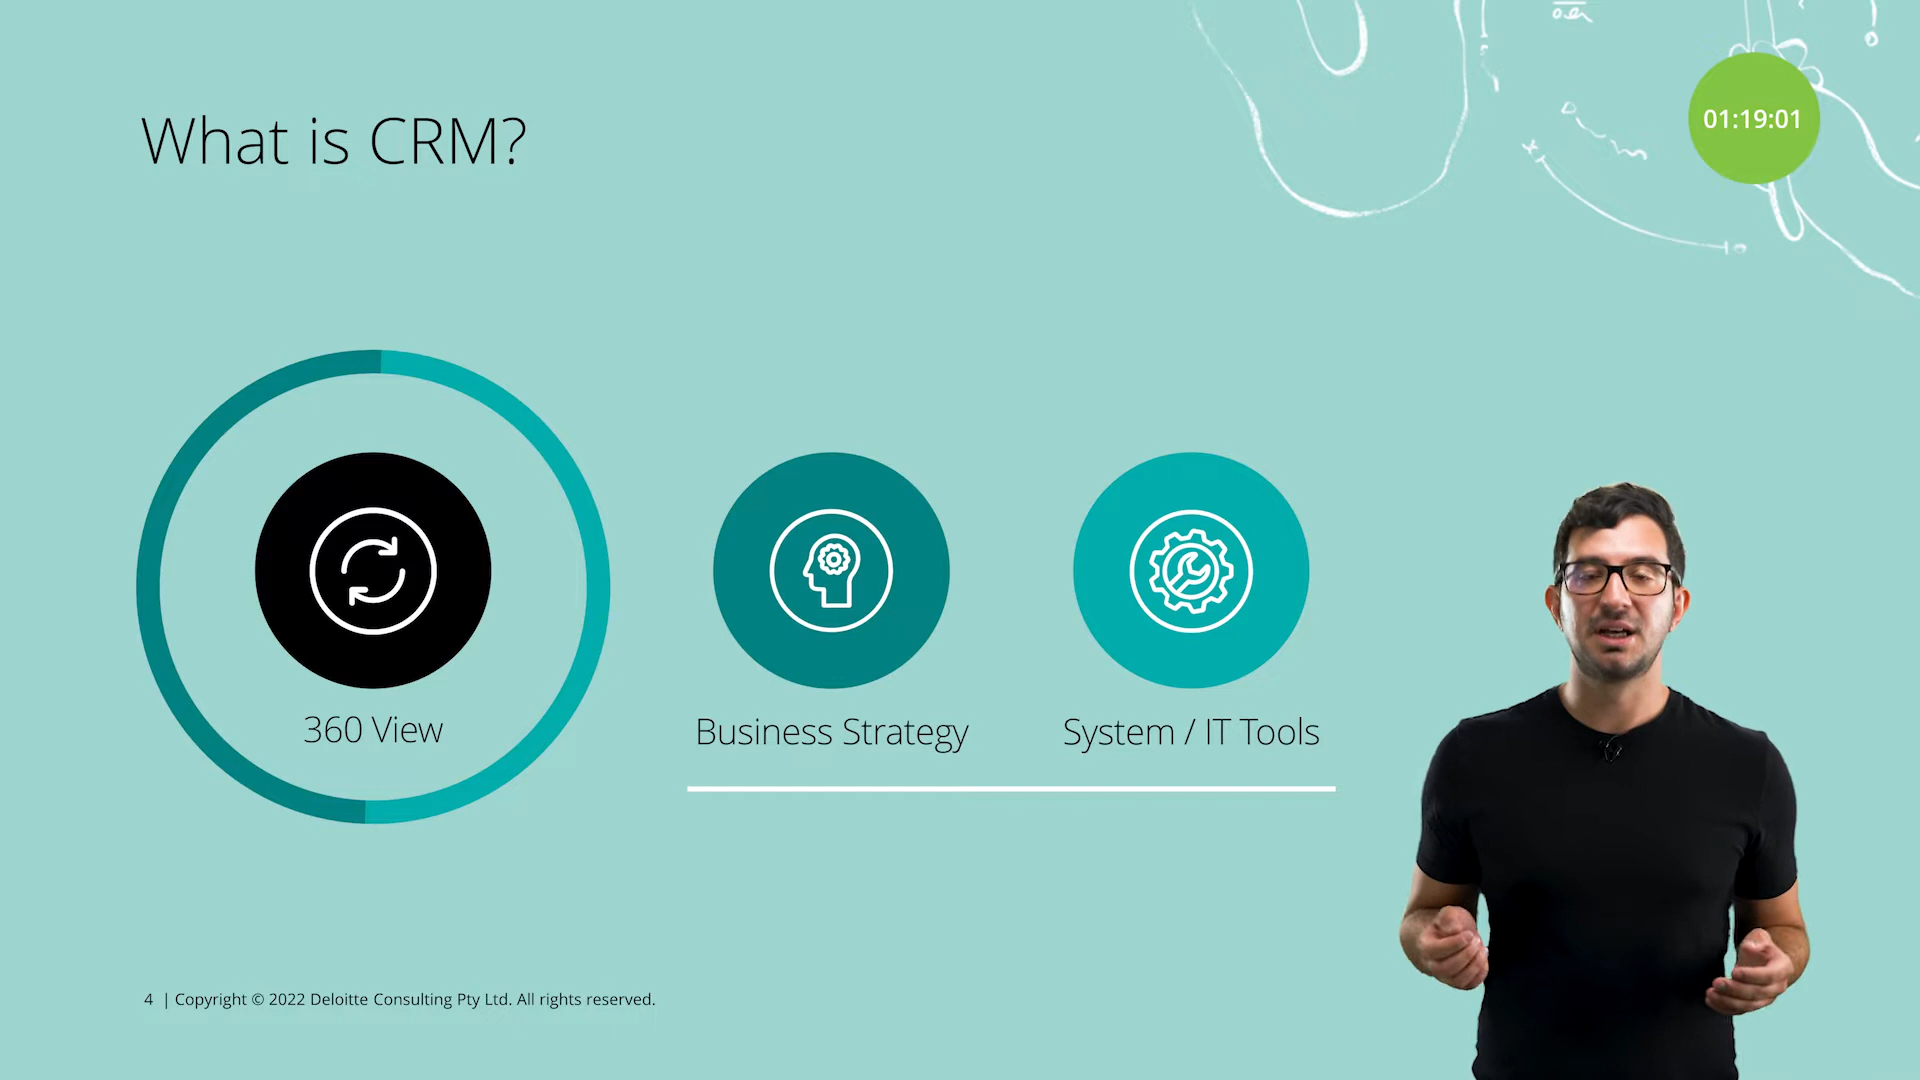 What is CRM?
01:19:01
360 View
Business Strategy
System / IT Tools
4 | Copyright © 2022 Deloitte Consulting Pty Ltd. All rights reserved.